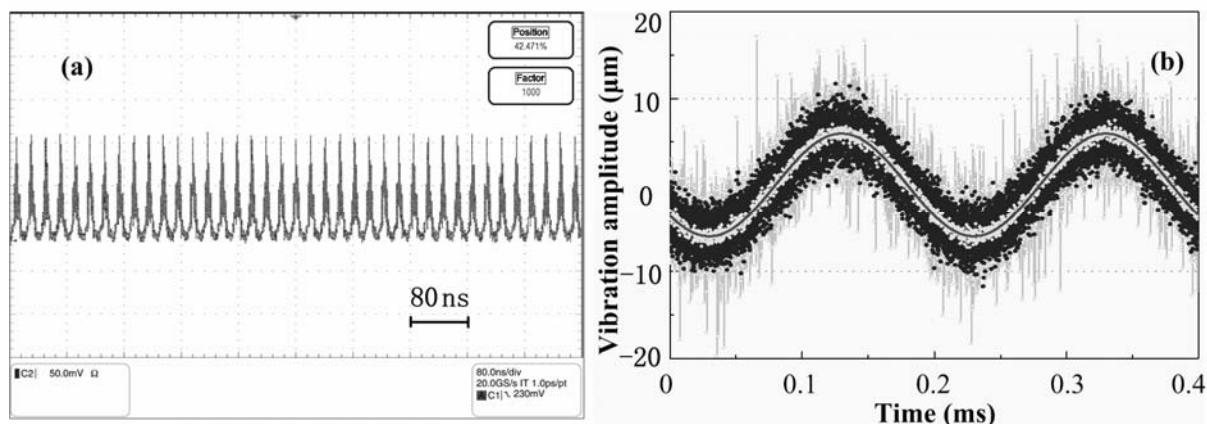 (a)
Position
42.471%
Factor
1000
80 ns
C2 50.0mV Ω
80.0ns/div
20.0GS/s IT 1.0ps/pt
A C1 230mV
(b)
Vibration amplitude (μm)
20
10
0
−10
−20
0 0.1 0.2 0.3 0.4
Time (ms)